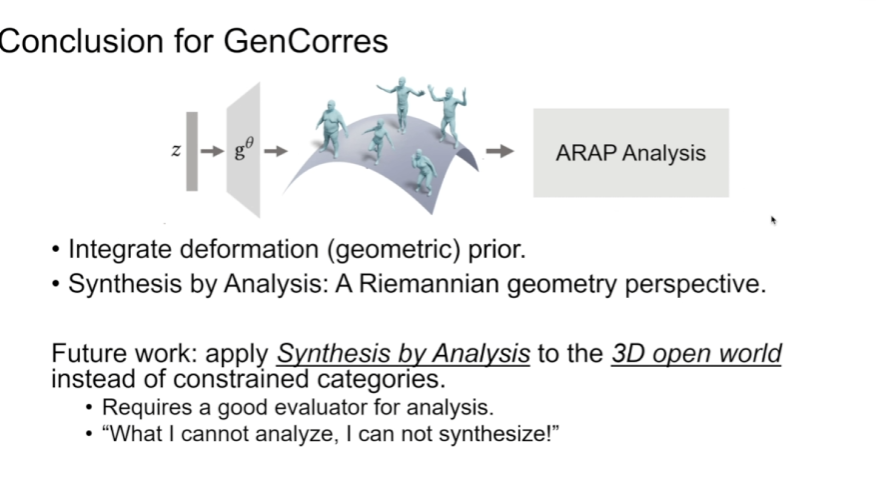 Conclusion for GenCorres
z
g^θ
ARAP Analysis
• Integrate deformation (geometric) prior.
• Synthesis by Analysis: A Riemannian geometry perspective.
Future work: apply Synthesis by Analysis to the 3D open world
instead of constrained categories.
• Requires a good evaluator for analysis.
• “What I cannot analyze, I can not synthesize!”